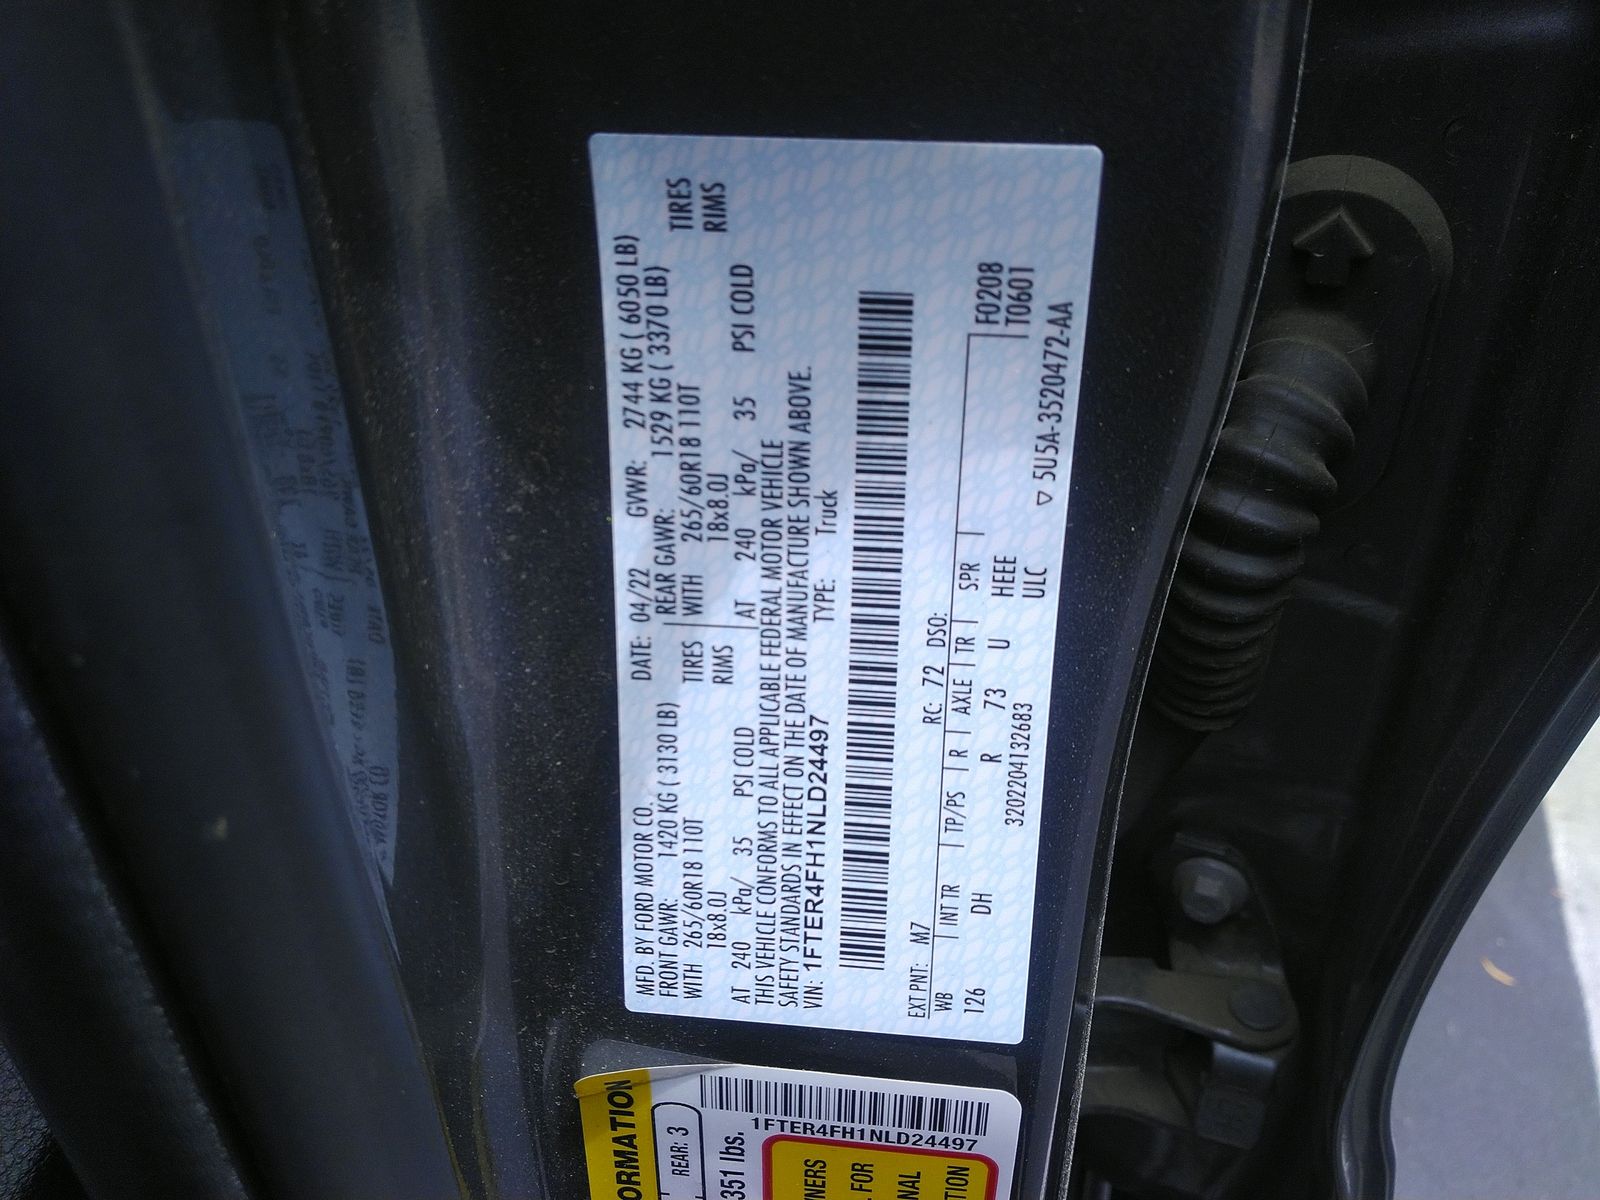 MFD. BY FORD MOTOR CO. DATE: 04/22 GVWR: 2744 KG ( 6050 LB)
FRONT GAWR: 1420 KG ( 3130 LB) REAR GAWR: 1529 KG ( 3370 LB)
WITH 265/60R18 110T TIRES WITH 265/60R18 110T TIRES
18x8.0J RIMS 18x8.0J RIMS
AT 240 kPa/ 35 PSI COLD AT 240 kPa/ 35 PSI COLD
THIS VEHICLE CONFORMS TO ALL APPLICABLE FEDERAL MOTOR VEHICLE
SAFETY STANDARDS IN EFFECT ON THE DATE OF MANUFACTURE SHOWN ABOVE.
VIN: 1FTER4FH1NLD24497 TYPE: Truck
EXT PNT: M7 RC: 72 DSO:
WB INT TR TP/PS R AXLE TR SPR F0208
126 DH R 73 U HEEE T0601
3202204132683 ULC
▽ 5U5A-3520472-AA
ORMATION
REAR: 3
351 lbs.
1FTER4FH1NLD24497
FOR